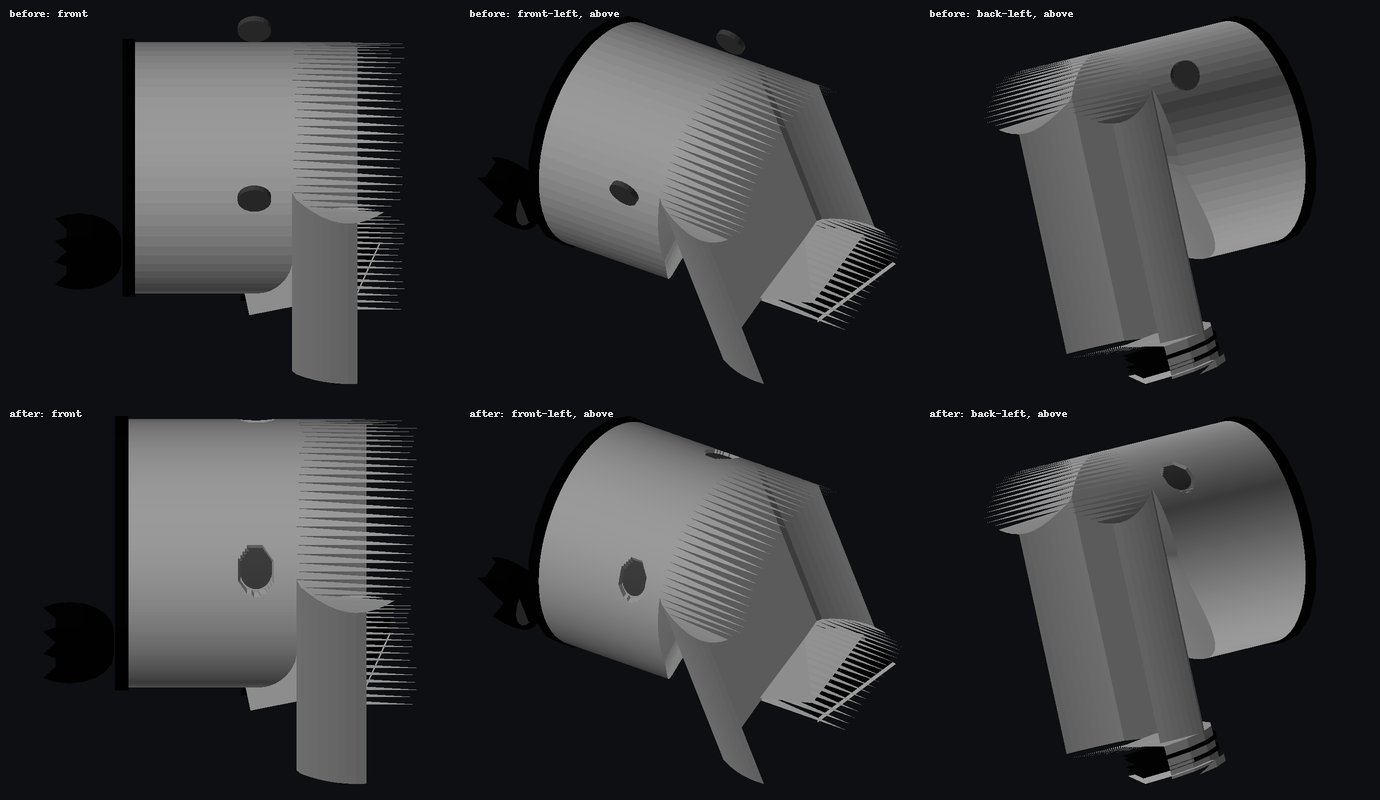 before: front
before: front-left, above
before: back-left, above
after: front
after: front-left, above
after: back-left, above